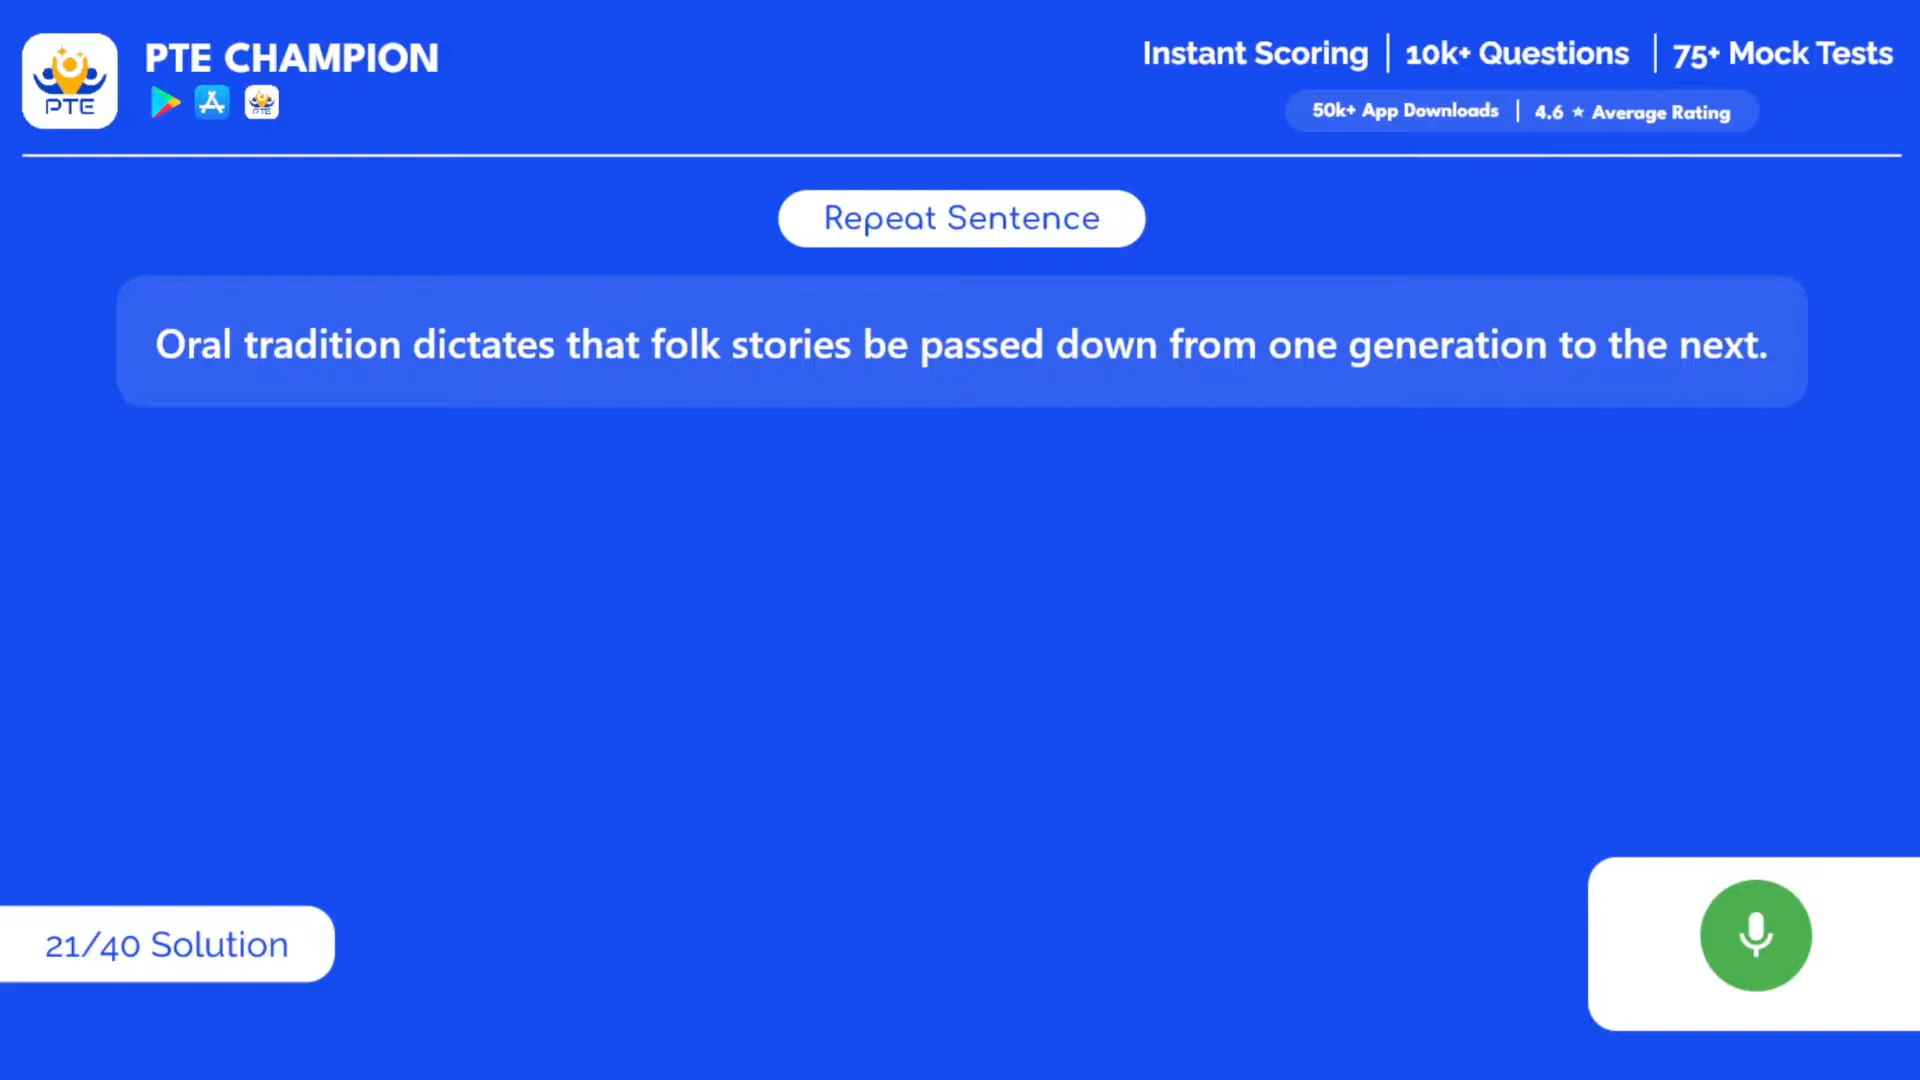 PTE
PTE CHAMPION
PTE
Instant Scoring | 10k+ Questions | 75+ Mock Tests
50k+ App Downloads | 4.6 ★ Average Rating
Repeat Sentence
Oral tradition dictates that folk stories be passed down from one generation to the next.
21/40 Solution